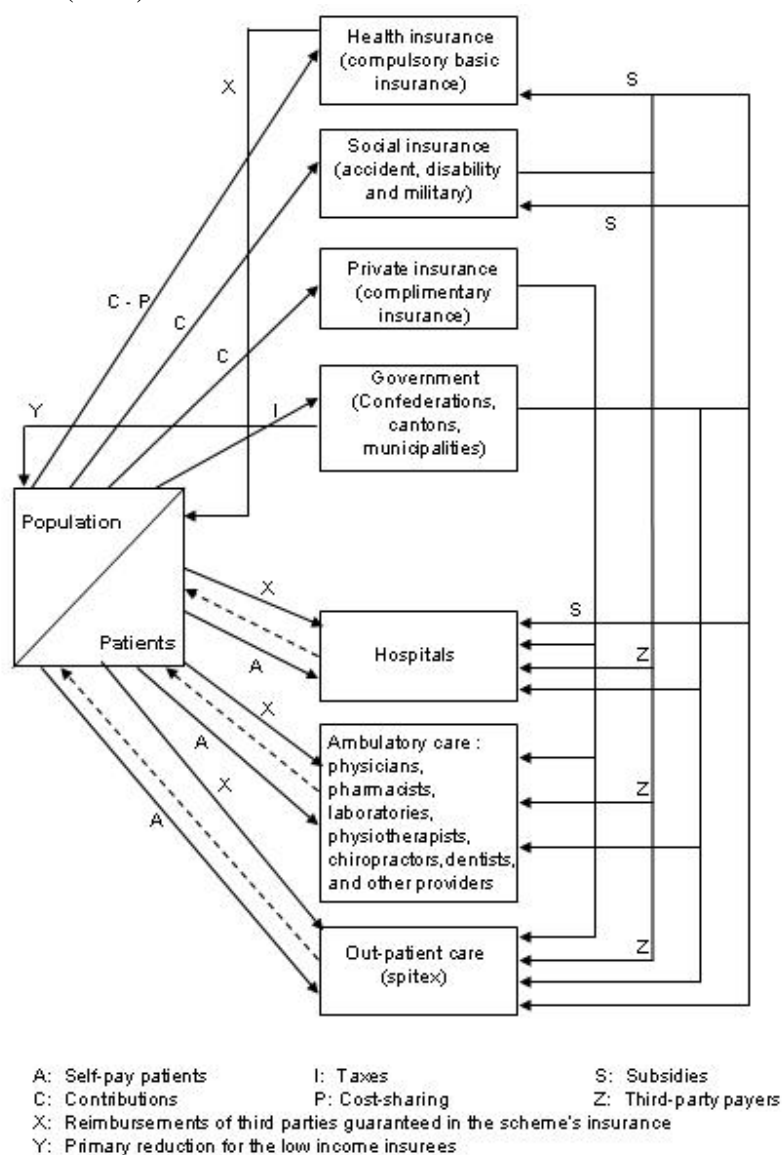 Health insurance
(compulsory basic
insurance)
X
S
Social insurance
(accident, disability
and military)
S
Private insurance
(complimentary
insurance)
C - P
C
C
Government
(Confederations,
cantons,
municipalities)
Y
I
Population
Patients
X
S
Hospitals
A
Z
X
A
Ambulatory care :
physicians,
pharmacists,
laboratories,
physiotherapists,
chiropractors, dentists,
and other providers
X
Z
A
Out-patient care
(spitex)
Z
A: Self-pay patients I: Taxes S: Subsidies
C: Contributions P: Cost-sharing Z: Third-party payers
X: Reimbursements of third parties guaranteed in the scheme's insurance
Y: Primary reduction for the low income insurees